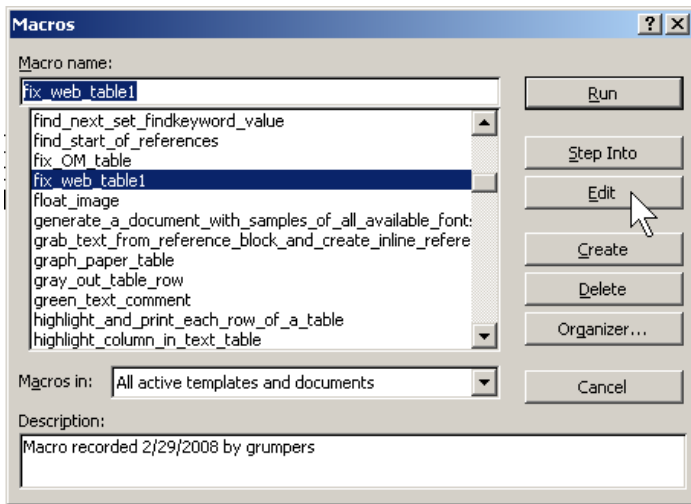 Macros
Macro name:
fix_web_table1
find_next_set_findkeyword_value
find_start_of_references
fix_OM_table
fix_web_table1
float_image
generate_a_document_with_samples_of_all_available_font
grab_text_from_reference_block_and_create_inline_refere
graph_paper_table
gray_out_table_row
green_text_comment
highlight_and_print_each_row_of_a_table
highlight_column_in_text_table
Run
Step Into
Edit
Create
Delete
Organizer...
Macros in: All active templates and documents
Cancel
Description:
Macro recorded 2/29/2008 by grumpers